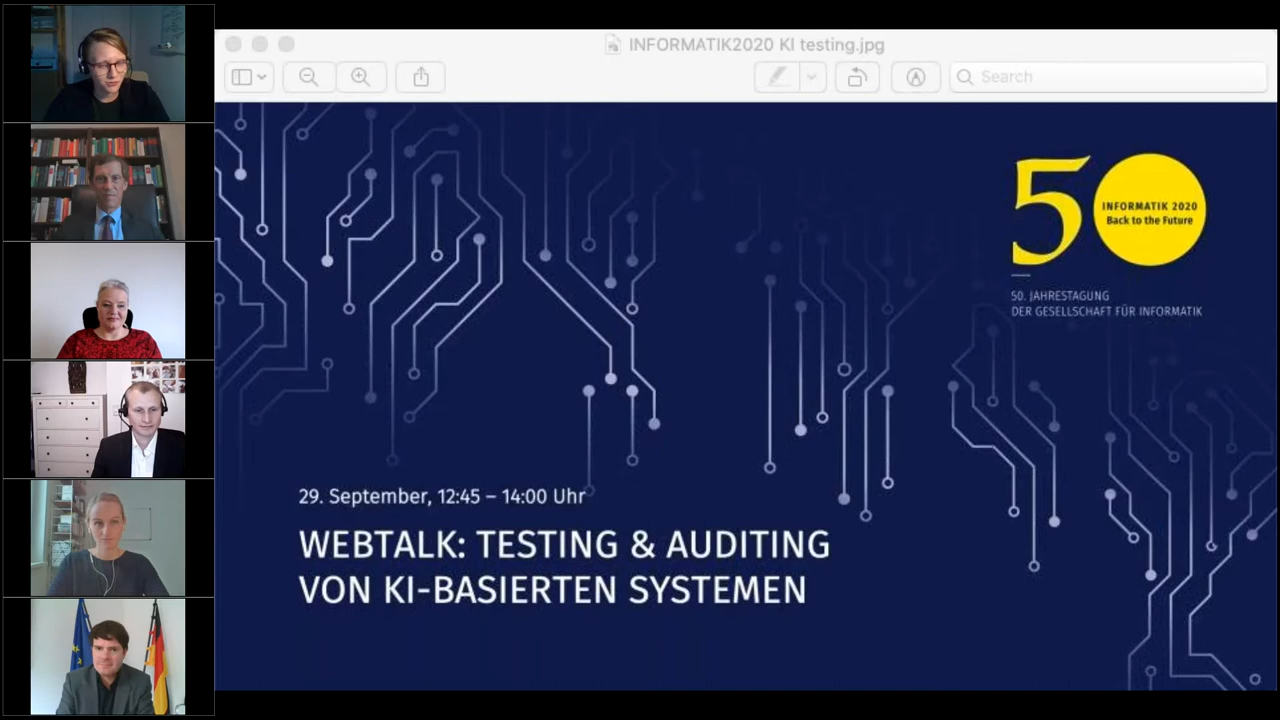 INFORMATIK2020 KI testing.jpg
Search
50
INFORMATIK 2020
Back to the Future
50. JAHRESTAGUNG
DER GESELLSCHAFT FÜR INFORMATIK
29. September, 12:45 – 14:00 Uhr
WEBTALK: TESTING & AUDITING
VON KI-BASIERTEN SYSTEMEN